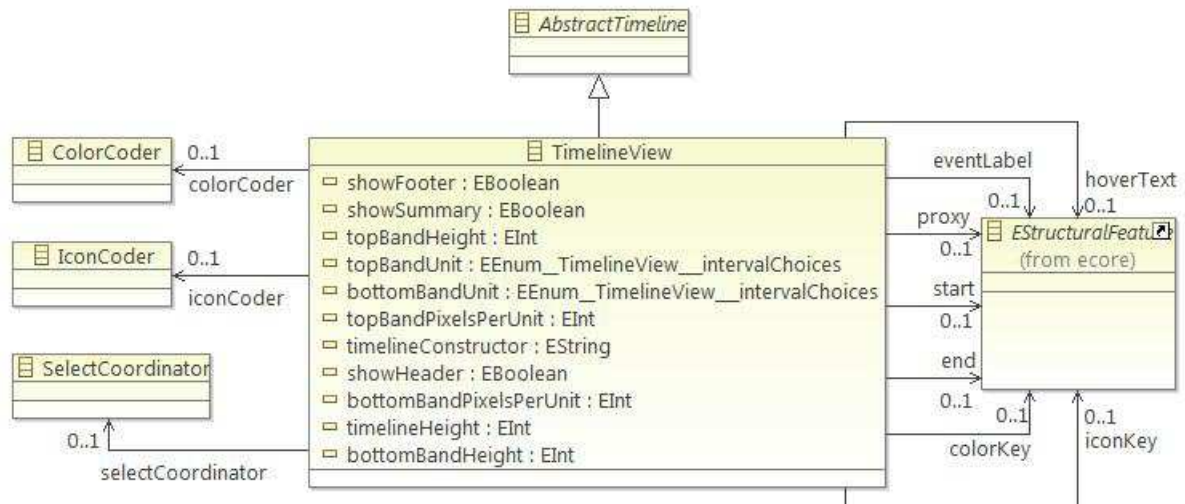 AbstractTimeline
ColorCoder
0..1
colorCoder
IconCoder
0..1
iconCoder
SelectCoordinator
0..1
selectCoordinator
TimelineView
showFooter : EBoolean
showSummary : EBoolean
topBandHeight : EInt
topBandUnit : EEnum__TimelineView___intervalChoices
bottomBandUnit : EEnum__TimelineView___intervalChoices
topBandPixelsPerUnit : EInt
timelineConstructor : EString
showHeader : EBoolean
bottomBandPixelsPerUnit : EInt
timelineHeight : EInt
bottomBandHeight : EInt
eventLabel
0..1
hoverText
0..1
proxy
0..1
EStructuralFeature
(from ecore)
start
0..1
end
0..1
0..1
colorKey
0..1
iconKey